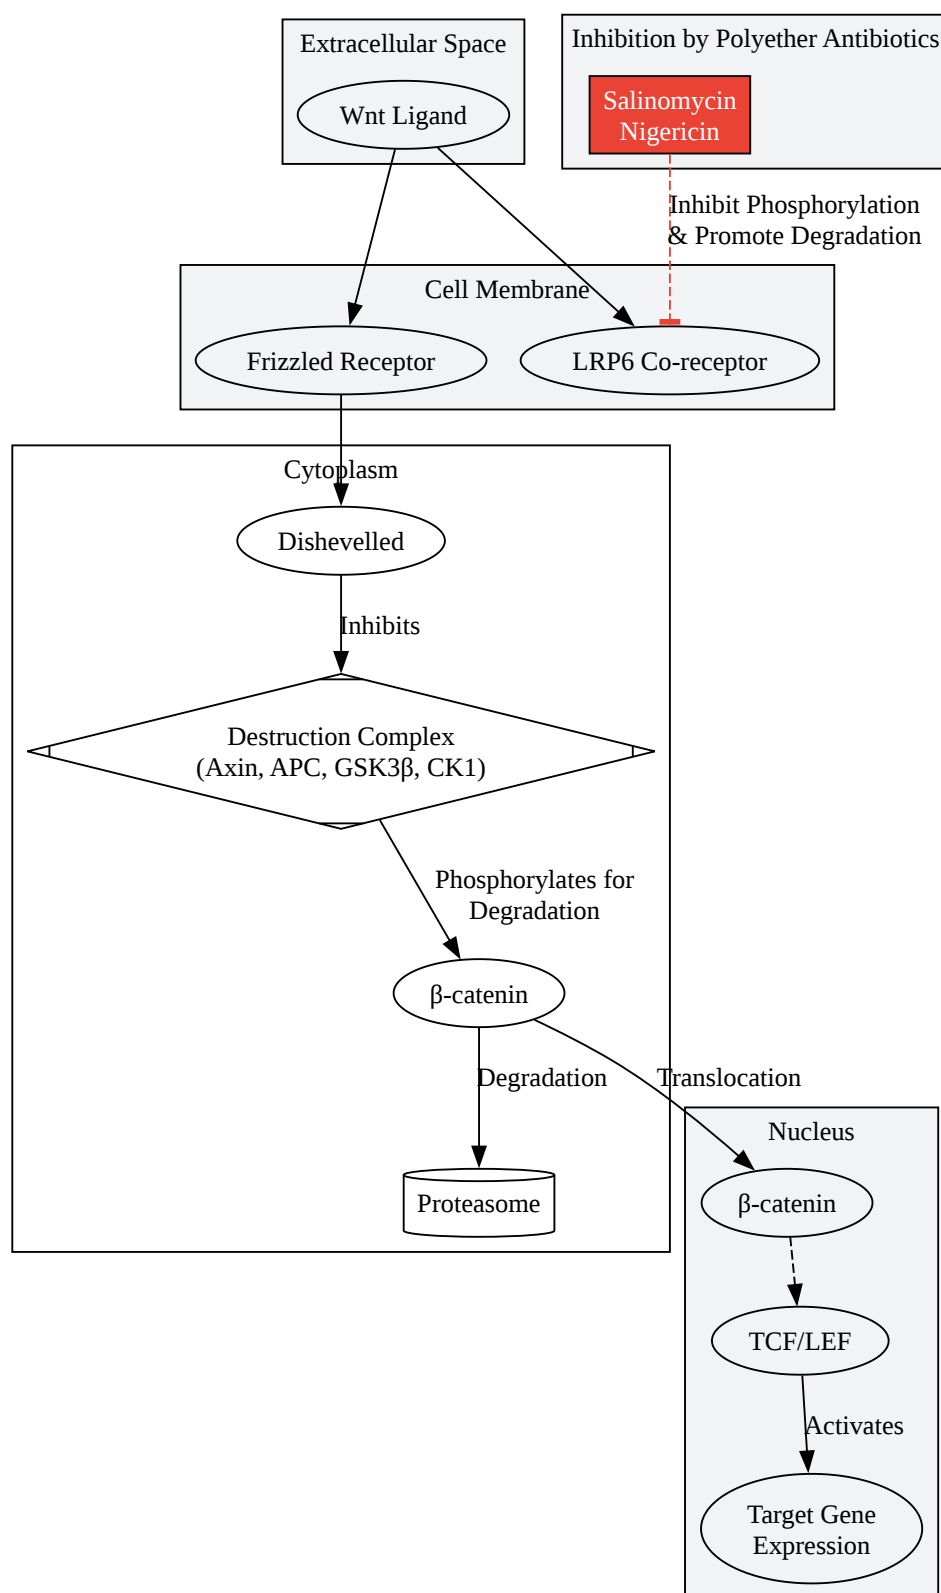 Extracellular Space
Wnt Ligand
Inhibition by Polyether Antibiotics
Salinomycin
Nigericin
Inhibit Phosphorylation
& Promote Degradation
Cell Membrane
Frizzled Receptor
LRP6 Co-receptor
Cytoplasm
Dishevelled
Inhibits
Destruction Complex
(Axin, APC, GSK3β, CK1)
Phosphorylates for
Degradation
β-catenin
Degradation
Translocation
Proteasome
Nucleus
β-catenin
TCF/LEF
Activates
Target Gene
Expression